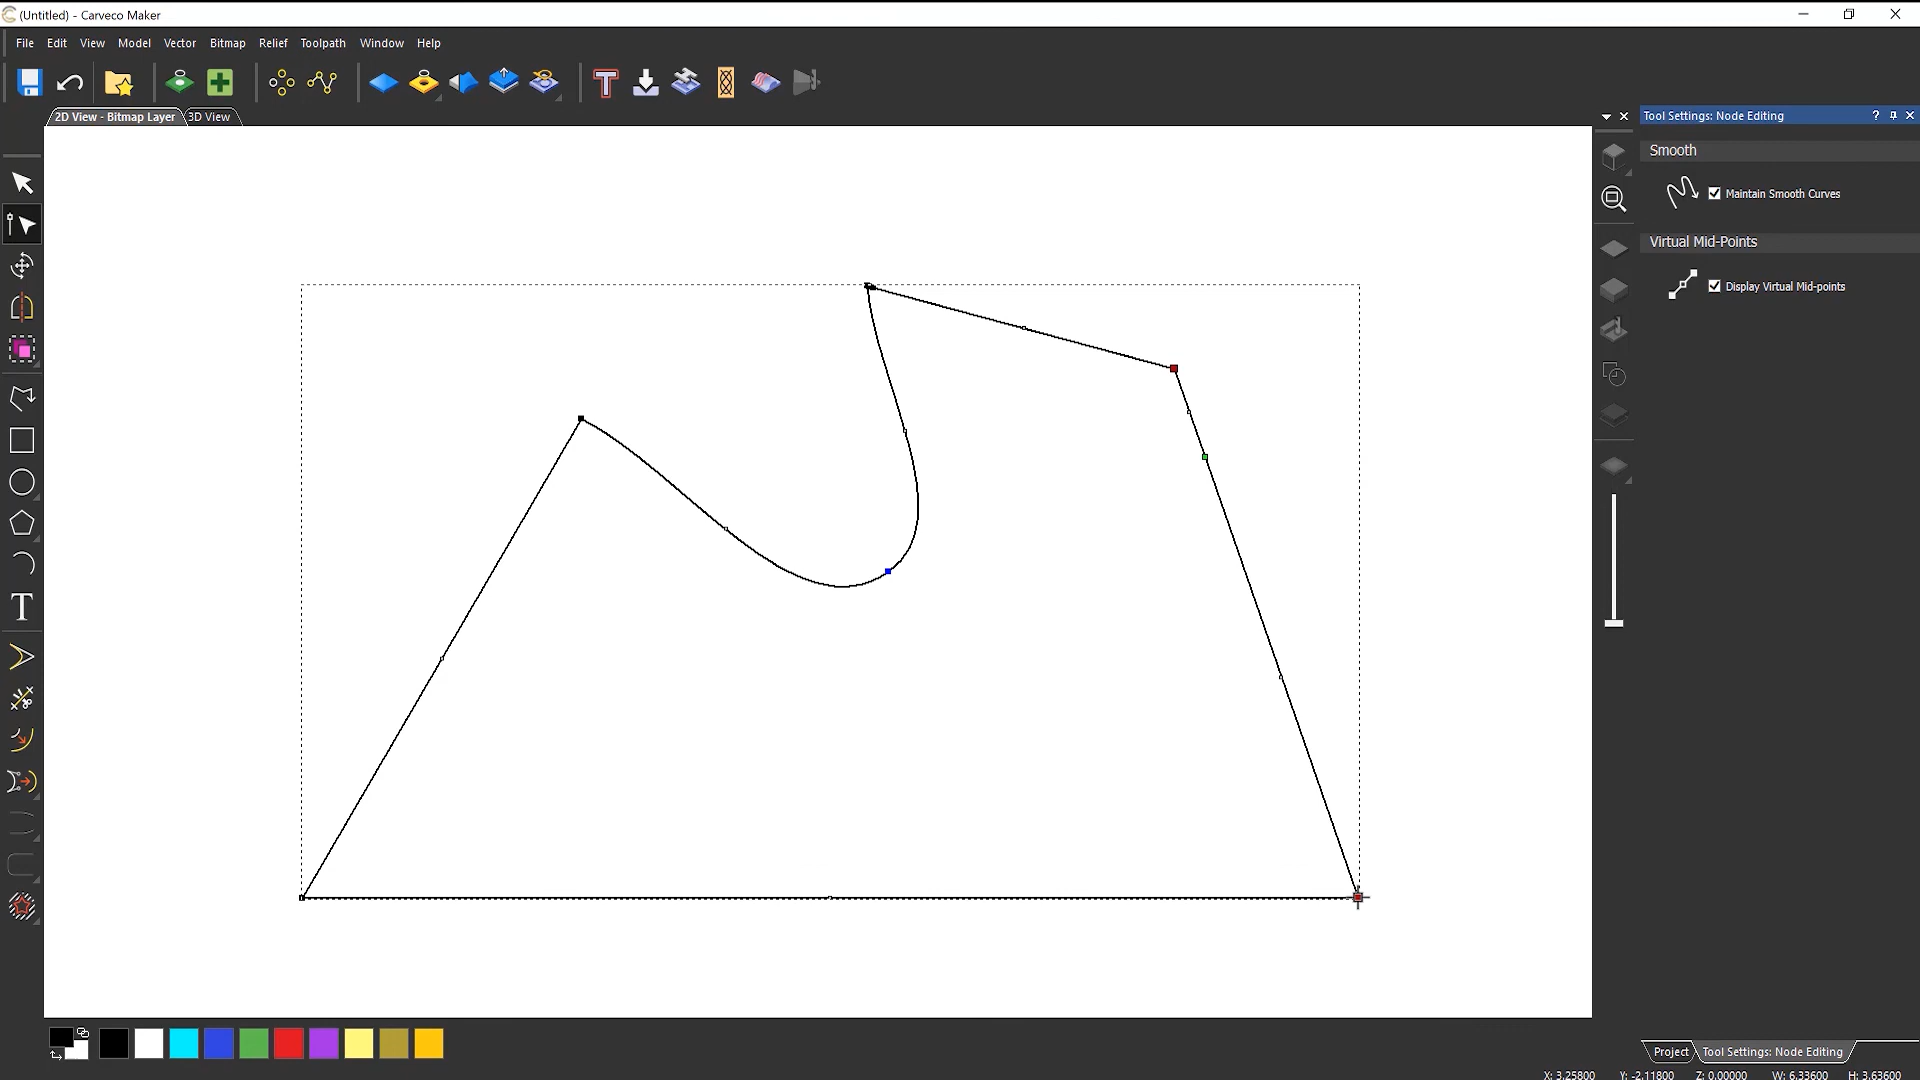 (Untitled) - Carveco Maker
File Edit View Model Vector Bitmap Relief Toolpath Window Help
2D View - Bitmap Layer 3D View
Tool Settings: Node Editing
Smooth
Maintain Smooth Curves
Virtual Mid-Points
Display Virtual Mid-points
Project Tool Settings: Node Editing
X: 3.25800 Y: -2.11800 Z: 0.00000 W: 6.33600 H: 3.63600